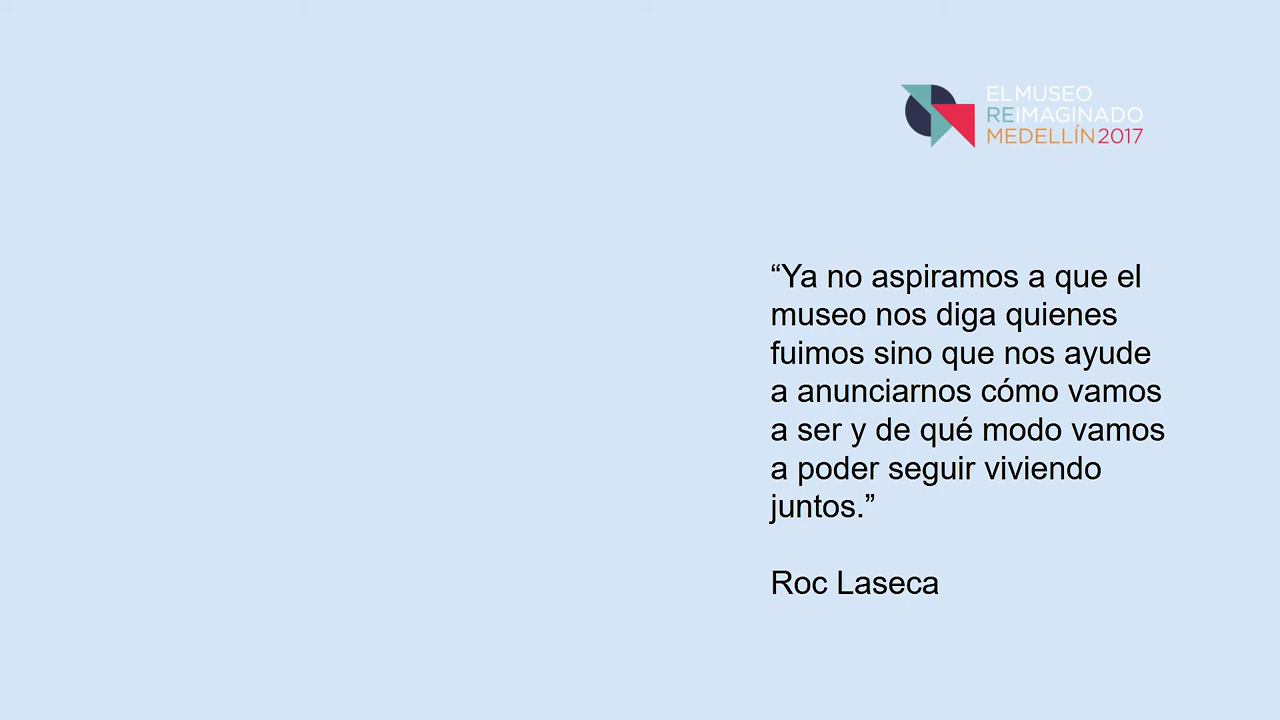 EL MUSEO
REIMAGINADO
MEDELLÍN 2017
“Ya no aspiramos a que el
museo nos diga quienes
fuimos sino que nos ayude
a anunciarnos cómo vamos
a ser y de qué modo vamos
a poder seguir viviendo
juntos.”
Roc Laseca